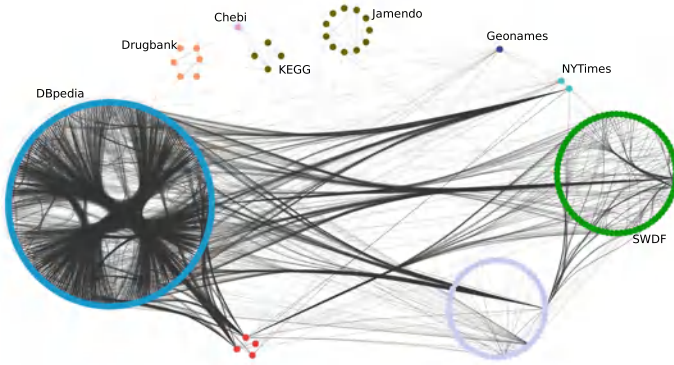 Chebi
Jamendo
Drugbank
KEGG
Geonames
NYTimes
DBpedia
SWDF